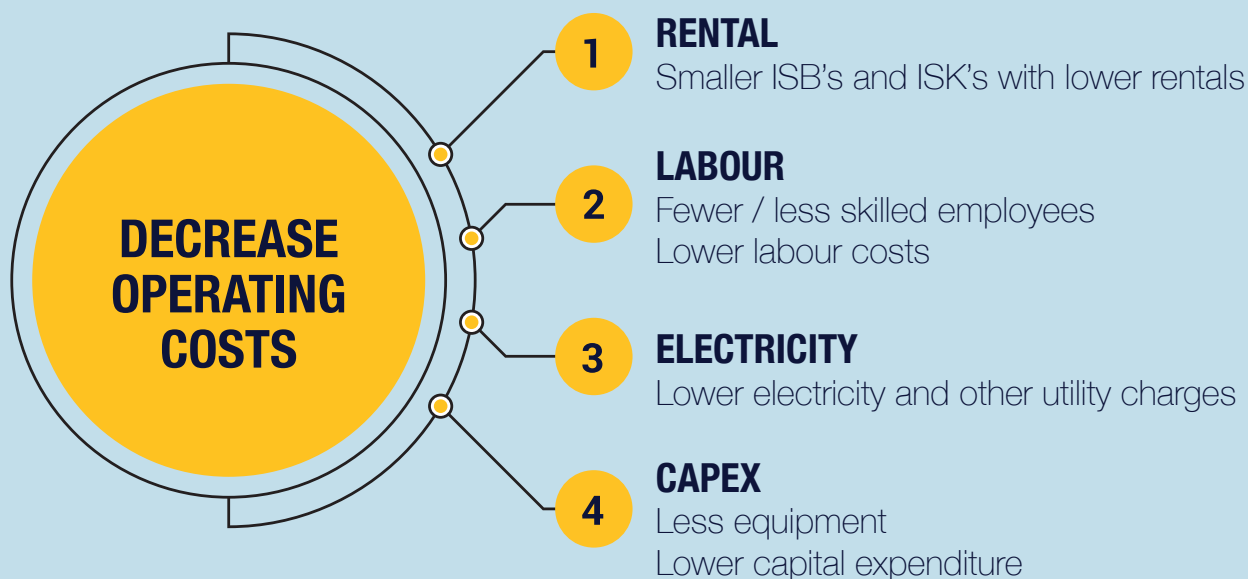 DECREASE
OPERATING
COSTS
1
RENTAL
Smaller ISB's and ISK's with lower rentals
2
LABOUR
Fewer / less skilled employees
Lower labour costs
3
ELECTRICITY
Lower electricity and other utility charges
4
CAPEX
Less equipment
Lower capital expenditure